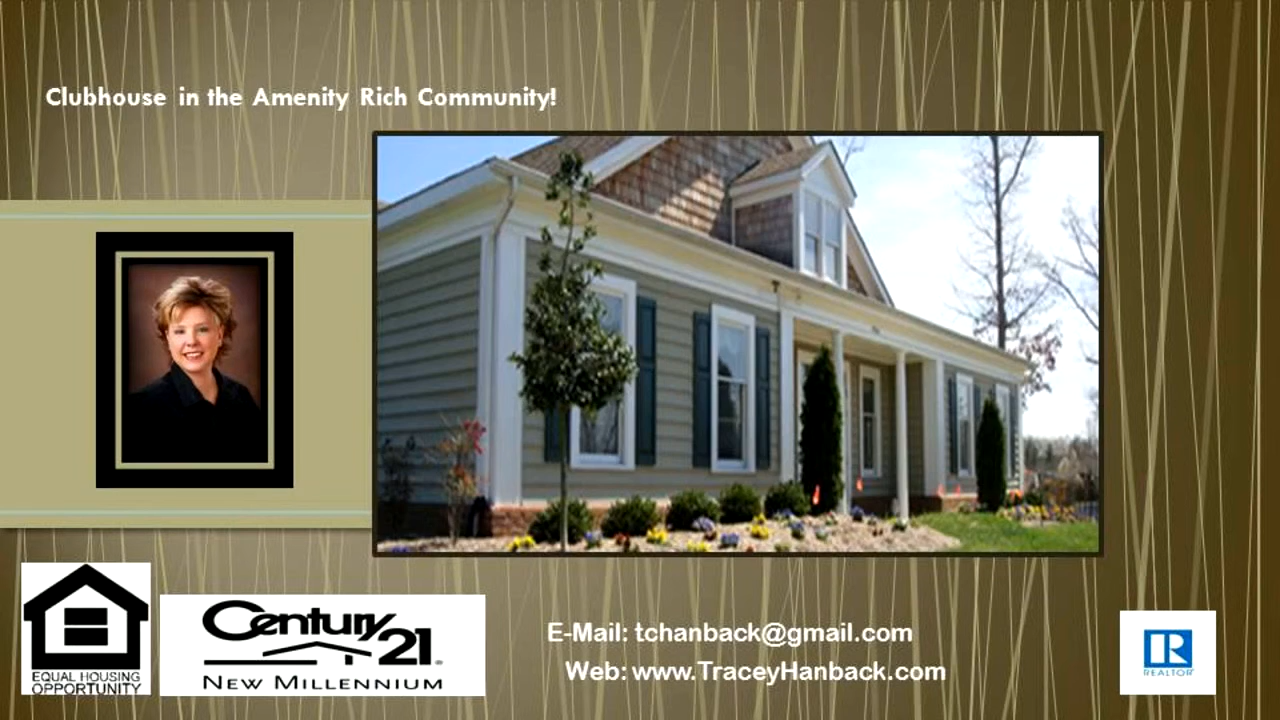 Clubhouse in the Amenity Rich Community!
EQUAL HOUSING
OPPORTUNITY
Century 21
NEW MILLENNIUM
E-Mail: tchanback@gmail.com
Web: www.TraceyHanback.com
R
REALTOR